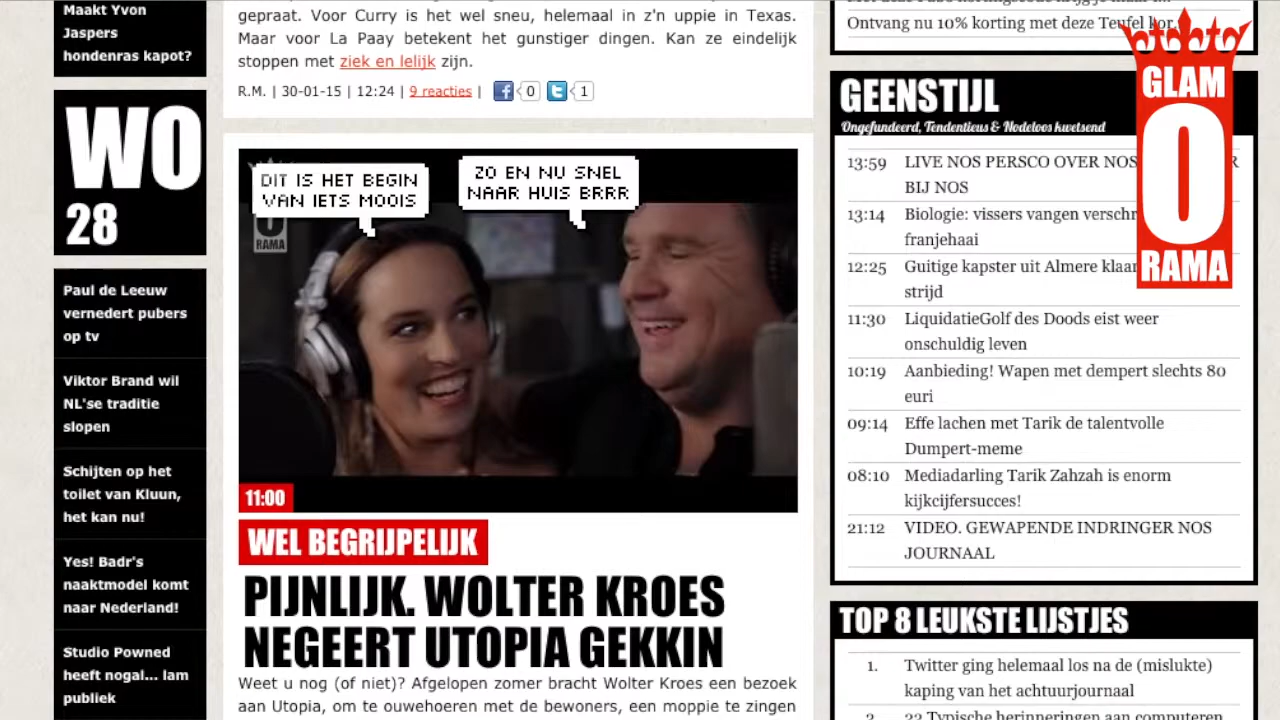 Maakt Yvon
Jaspers
hondenras kapot?
WO
28
Paul de Leeuw
vernedert pubers
op tv
Viktor Brand wil
NL'se traditie
slopen
Schijten op het
toilet van Kluun,
het kan nu!
Yes! Badr's
naaktmodel komt
naar Nederland!
Studio Powned
heeft nogal... lam
publiek
gepraat. Voor Curry is het wel sneu, helemaal in z'n uppie in Texas.
Maar voor La Paay betekent het gunstiger dingen. Kan ze eindelijk
stoppen met ziek en lelijk zijn.
R.M. | 30-01-15 | 12:24 | 9 reacties | 0 1
DIT IS HET BEGIN
VAN IETS MOOIS
ZO EN NU SNEL
NAAR HUIS BRRR
RAMA
11:00
WEL BEGRIJPELIJK
PIJNLIJK. WOLTER KROES
NEGEERT UTOPIA GEKKIN
Weet u nog (of niet)? Afgelopen zomer bracht Wolter Kroes een bezoek
aan Utopia, om te ouwehoeren met de bewoners, een moppie te zingen
Ontvang nu 10% korting met deze Teufel kor
GLAM
O
RAMA
GEENSTIJL
Ongefundeerd, Tendentieus & Nodeloos kwetsend
13:59 LIVE NOS PERSCO OVER NOS R
BIJ NOS
13:14 Biologie: vissers vangen verschr
franjehaai
12:25 Guitige kapster uit Almere klaar
strijd
11:30 LiquidatieGolf des Doods eist weer
onschuldig leven
10:19 Aanbieding! Wapen met dempert slechts 80
euri
09:14 Effe lachen met Tarik de talentvolle
Dumpert-meme
08:10 Mediadarling Tarik Zahzah is enorm
kijkcijfersucces!
21:12 VIDEO. GEWAPENDE INDRINGER NOS
JOURNAAL
TOP 8 LEUKSTE LIJSTJES
1. Twitter ging helemaal los na de (mislukte)
kaping van het achtuurjournaal
2. 23 Typische herinneringen aan computeren